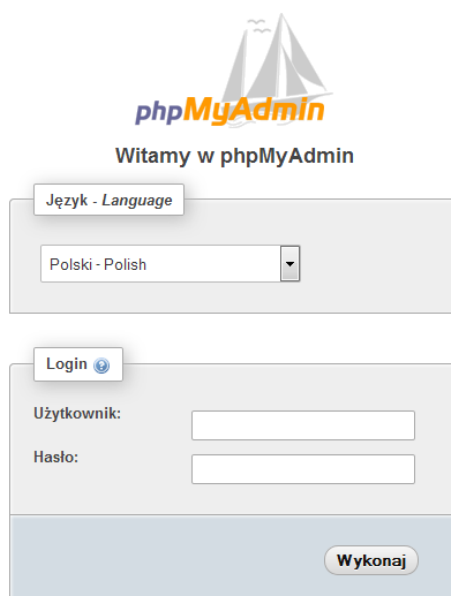 phpMyAdmin
Witamy w phpMyAdmin
Język - Language
Polski - Polish
Login
Użytkownik:
Hasło:
Wykonaj